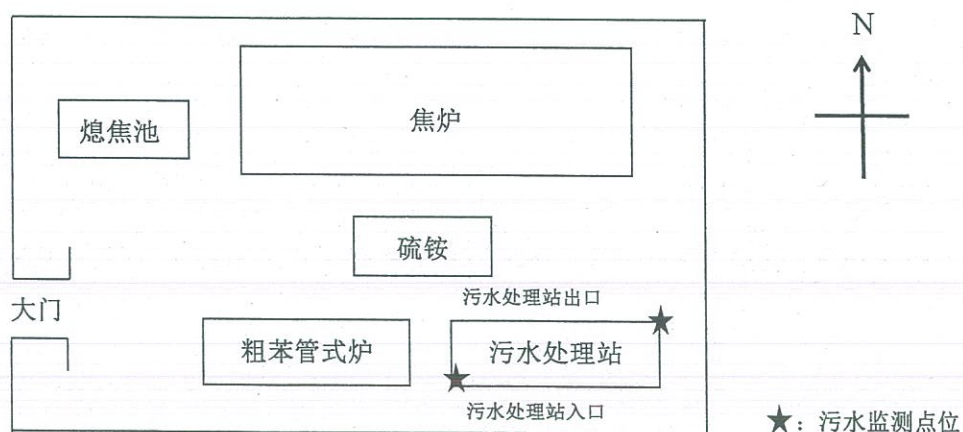 N
焦炉
熄焦池
硫铵
污水处理站出口
大门
粗苯管式炉
污水处理站
污水处理站入口
★：污水监测点位